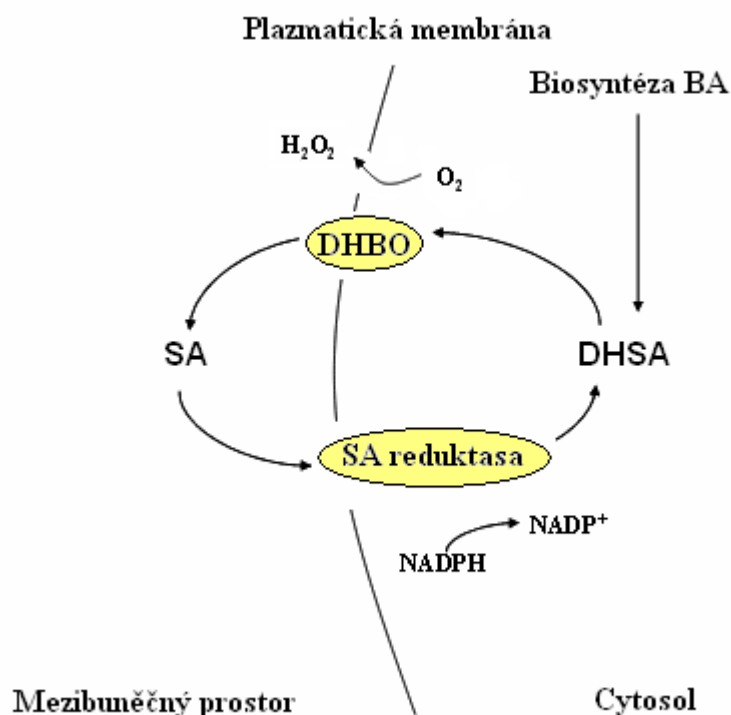 Plazmatická membrána
Biosyntéza BA
H₂O₂
O₂
DHBO
SA
DHSA
SA reduktasa
NADP⁺
NADPH
Mezibuněčný prostor
Cytosol